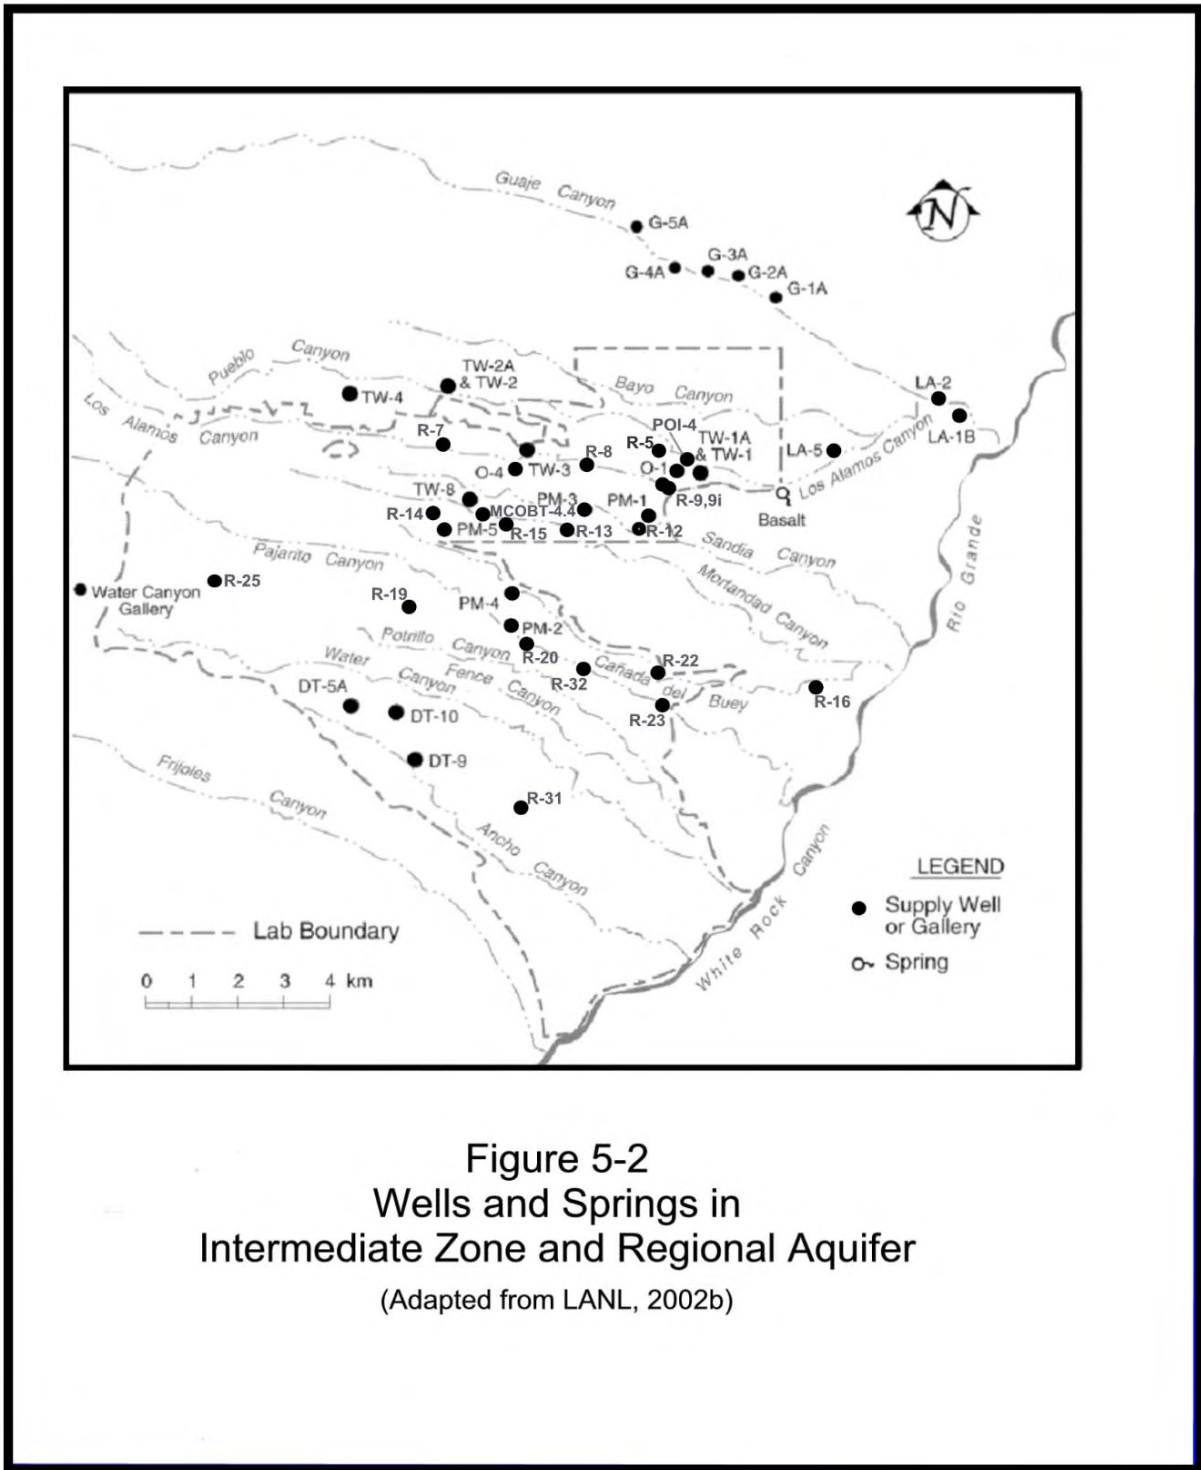 Guaje Canyon
N
G-5A
G-3A
G-4A
G-2A
G-1A
Pueblo Canyon
TW-2A
& TW-2
TW-4
Bayo Canyon
LA-2
LA-1B
Los Alamos Canyon
R-7
POI-4
R-5
TW-1A
& TW-1
LA-5
Los Alamos Canyon
R-8
O-4
TW-3
O-1
TW-8
PM-3
PM-1
R-9,9i
Basalt
R-14
MCOBT-4.4
PM-5
R-15
R-13
R-12
Sandia Canyon
Pajarito Canyon
Mortandad Canyon
Rio Grande
Water Canyon
Gallery
R-25
R-19
PM-4
PM-2
Potrillo Canyon
R-20
Water Canyon
Fence Canyon
R-32
Cañada del Buey
R-22
R-16
R-23
DT-5A
DT-10
DT-9
Frijoles Canyon
R-31
Ancho Canyon
White Rock Canyon
LEGEND
Supply Well
or Gallery
Spring
Lab Boundary
0 1 2 3 4 km
Figure 5-2
Wells and Springs in
Intermediate Zone and Regional Aquifer
(Adapted from LANL, 2002b)